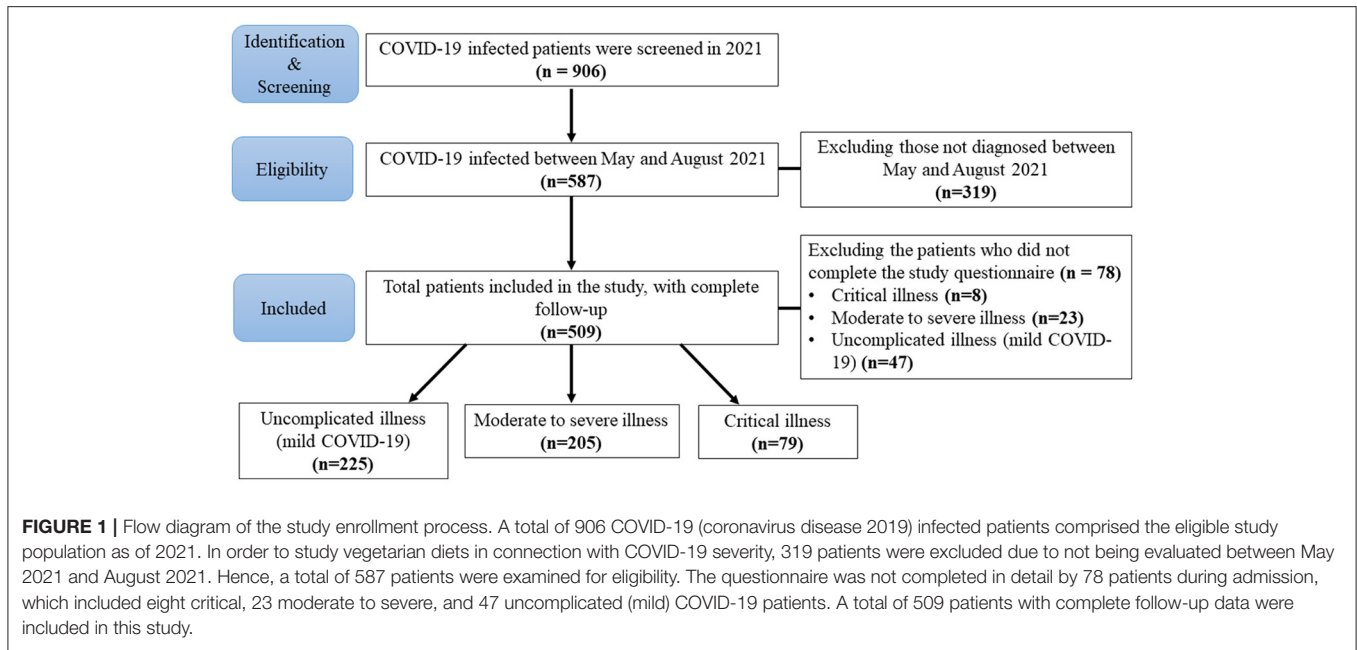 Identification
&
Screening
COVID-19 infected patients were screened in 2021
(n = 906)
Eligibility
COVID-19 infected between May and August 2021
(n=587)
Excluding those not diagnosed between
May and August 2021
(n=319)
Included
Total patients included in the study, with complete
follow-up
(n=509)
Excluding the patients who did not
complete the study questionnaire (n = 78)
• Critical illness (n=8)
• Moderate to severe illness (n=23)
• Uncomplicated illness (mild COVID-
19) (n=47)
Uncomplicated illness
(mild COVID-19)
(n=225)
Moderate to severe illness
(n=205)
Critical illness
(n=79)
FIGURE 1 | Flow diagram of the study enrollment process. A total of 906 COVID-19 (coronavirus disease 2019) infected patients comprised the eligible study
population as of 2021. In order to study vegetarian diets in connection with COVID-19 severity, 319 patients were excluded due to not being evaluated between May
2021 and August 2021. Hence, a total of 587 patients were examined for eligibility. The questionnaire was not completed in detail by 78 patients during admission,
which included eight critical, 23 moderate to severe, and 47 uncomplicated (mild) COVID-19 patients. A total of 509 patients with complete follow-up data were
included in this study.